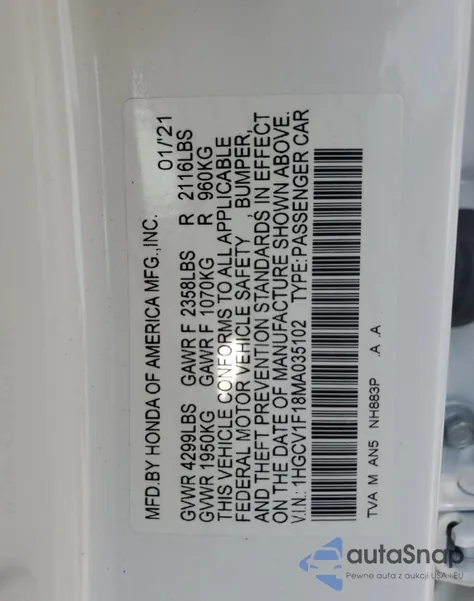 MFD.BY HONDA OF AMERICA MFG.,INC. 01/'21
GVWR 4299LBS GAWR F 2358LBS R 2116LBS
GVWR 1950KG GAWR F 1070KG R 960KG
THIS VEHICLE CONFORMS TO ALL APPLICABLE
FEDERAL MOTOR VEHICLE SAFETY, BUMPER,
AND THEFT PREVENTION STANDARDS IN EFFECT
ON THE DATE OF MANUFACTURE SHOWN ABOVE.
V.I.N.: 1HGCV1F18MA035102 TYPE:PASSENGER CAR
TVA M AN5 NH883P .A .A
autoSnap
Pewne auta z aukcji USA i EU